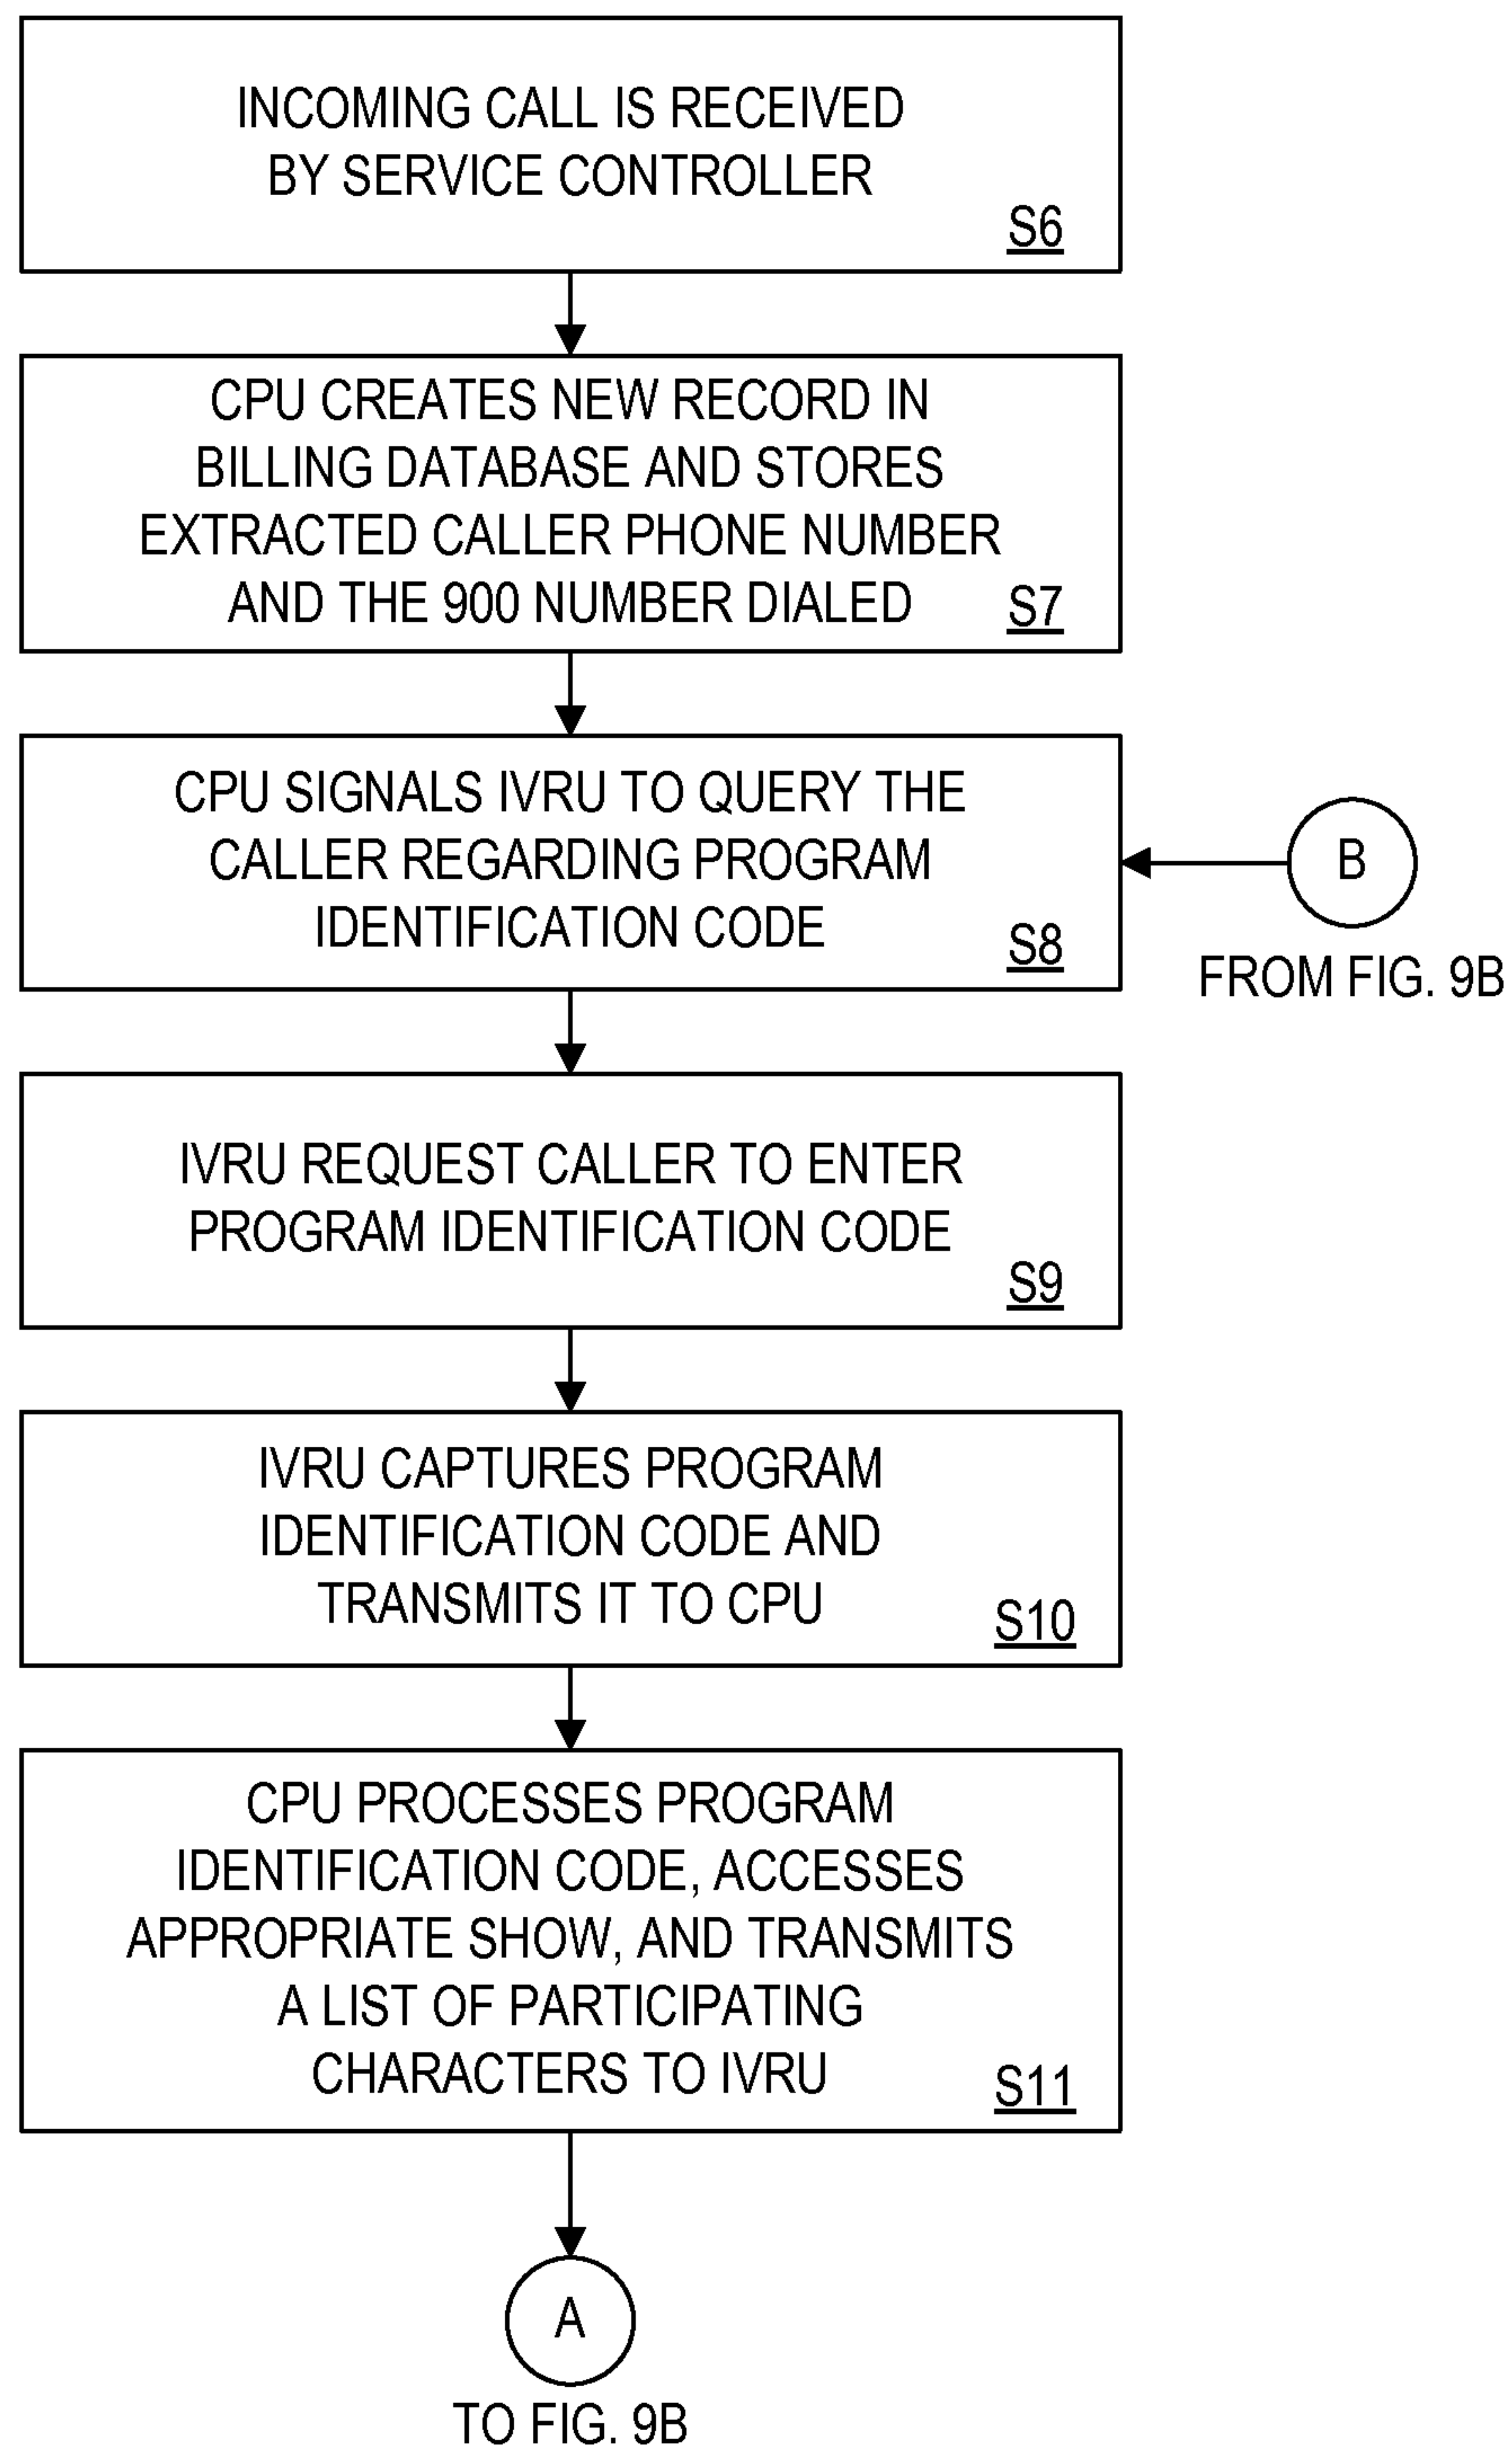 INCOMING CALL IS RECEIVED
BY SERVICE CONTROLLER
S6
CPU CREATES NEW RECORD IN
BILLING DATABASE AND STORES
EXTRACTED CALLER PHONE NUMBER
AND THE 900 NUMBER DIALED
S7
CPU SIGNALS IVRU TO QUERY THE
CALLER REGARDING PROGRAM
IDENTIFICATION CODE
S8
B
FROM FIG. 9B
IVRU REQUEST CALLER TO ENTER
PROGRAM IDENTIFICATION CODE
S9
IVRU CAPTURES PROGRAM
IDENTIFICATION CODE AND
TRANSMITS IT TO CPU
S10
CPU PROCESSES PROGRAM
IDENTIFICATION CODE, ACCESSES
APPROPRIATE SHOW, AND TRANSMITS
A LIST OF PARTICIPATING
CHARACTERS TO IVRU
S11
A
TO FIG. 9B